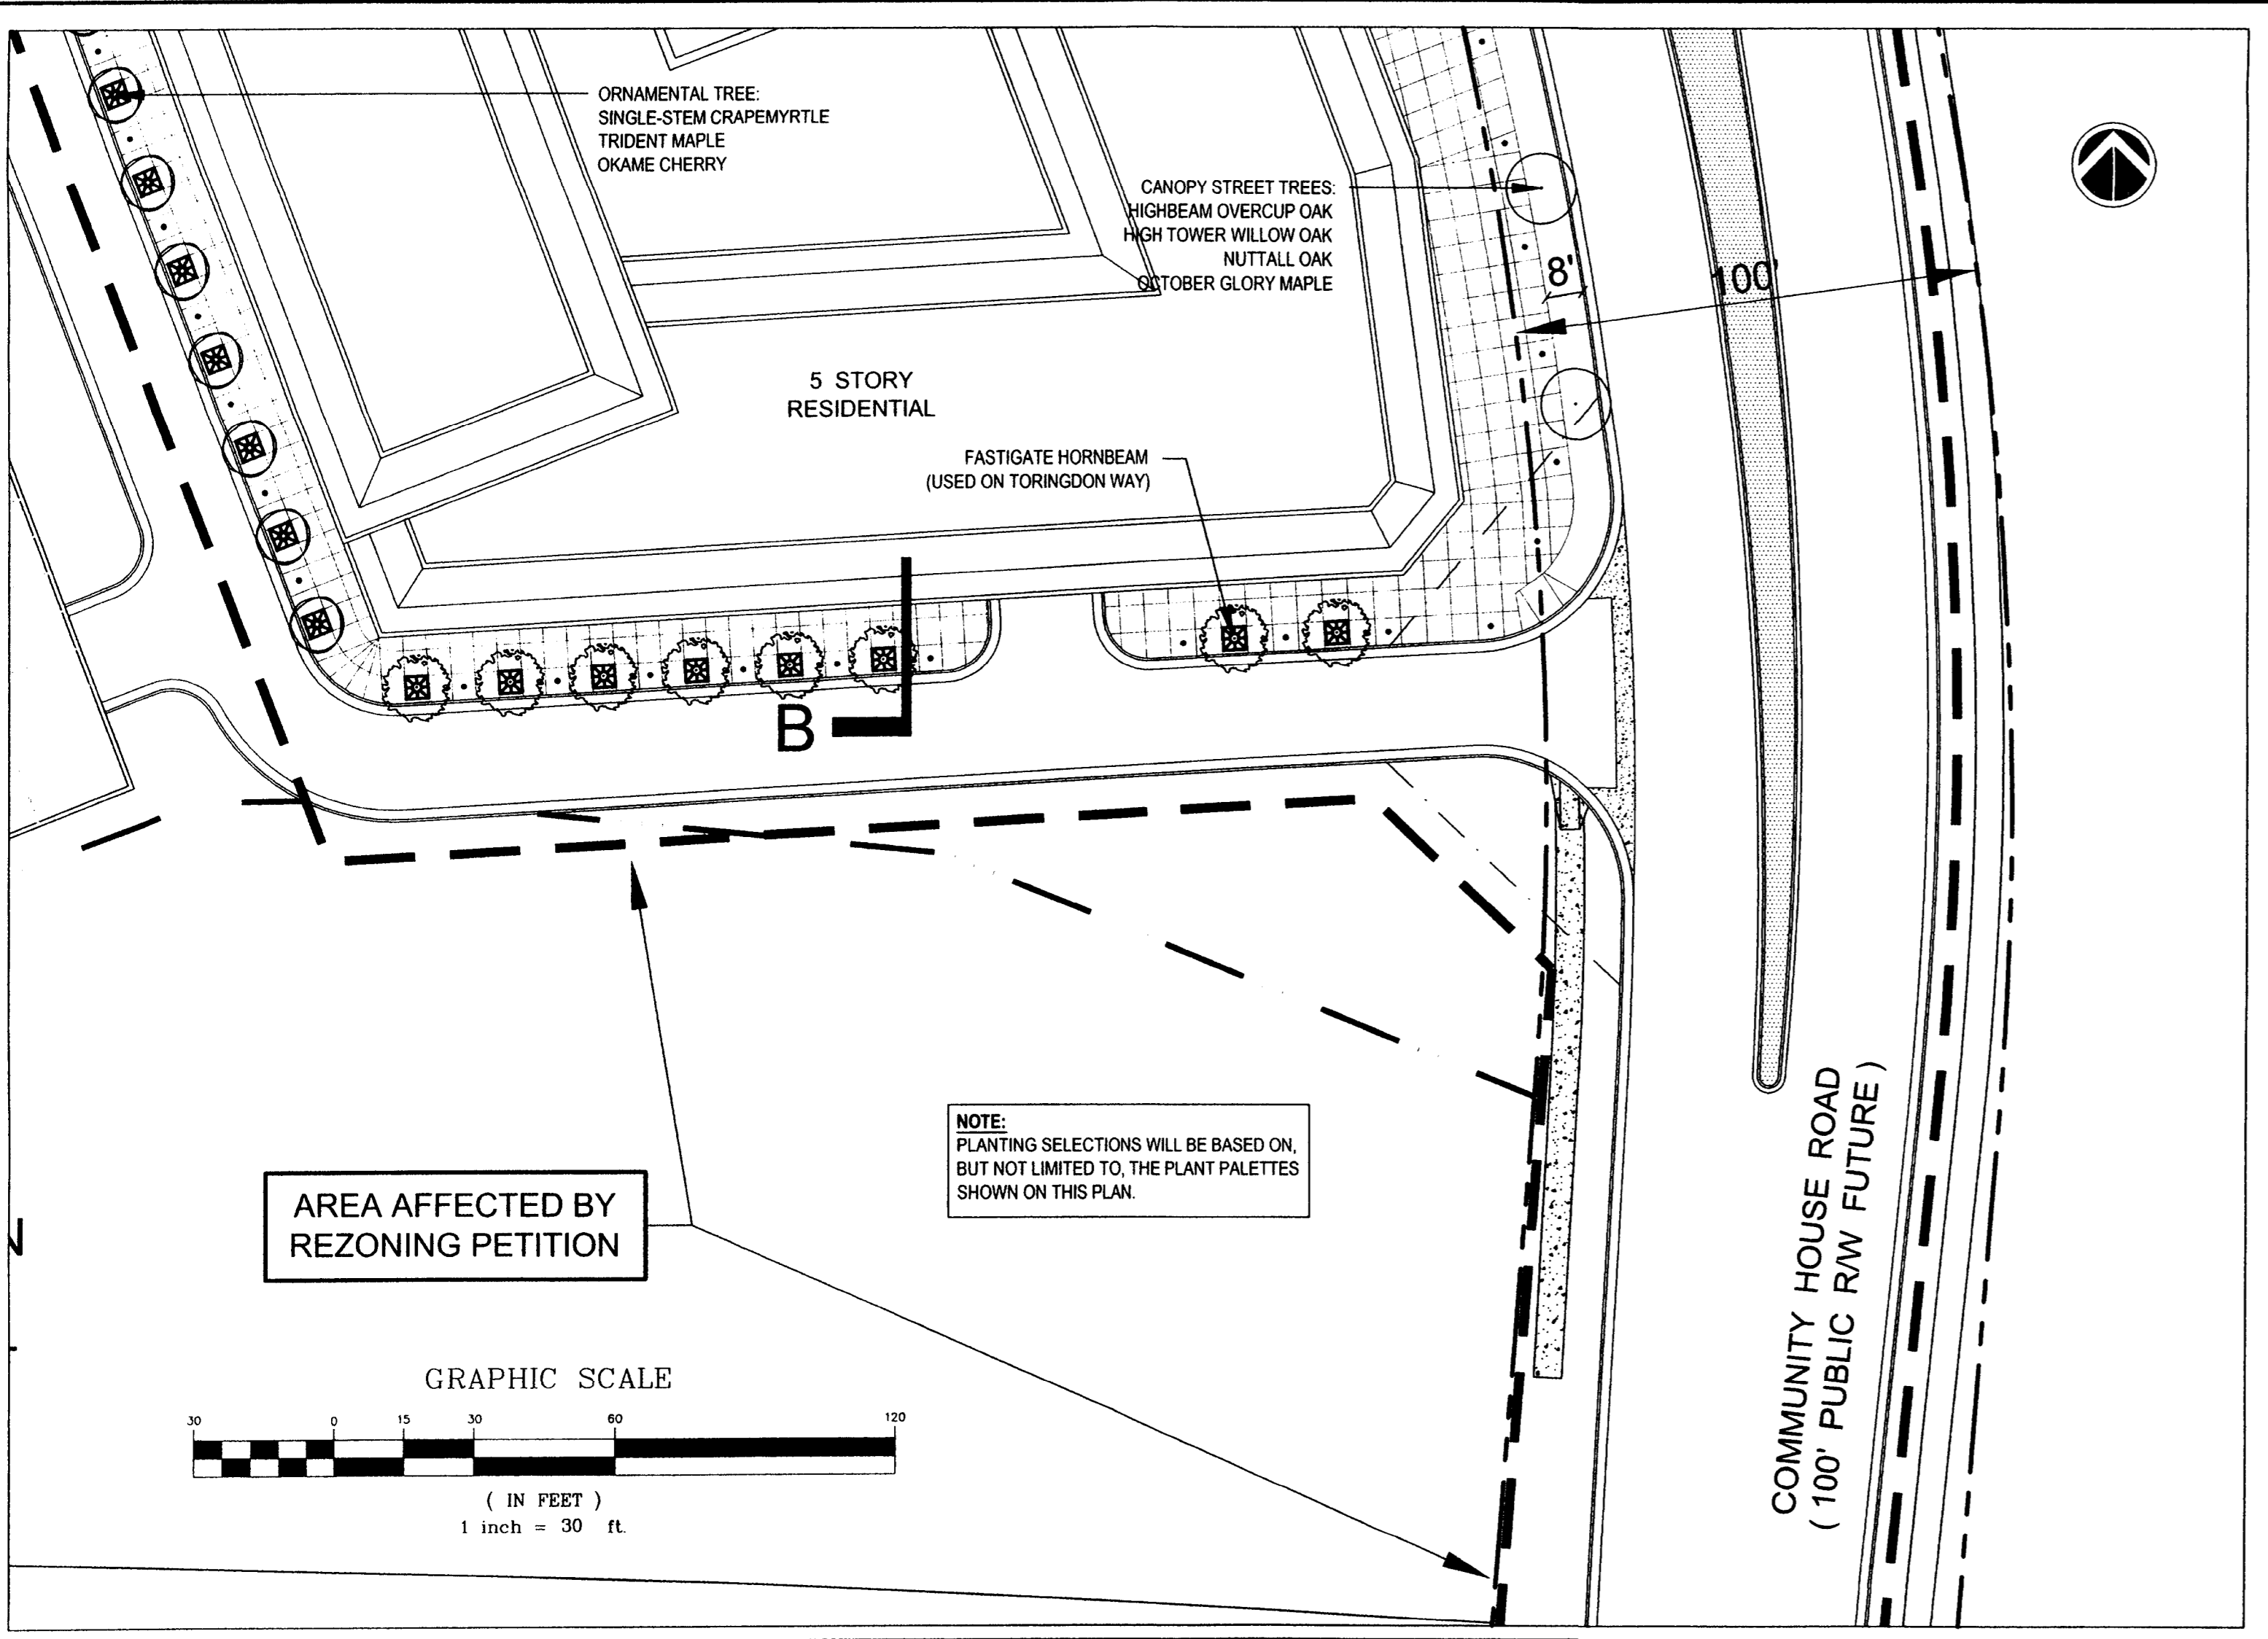 ORNAMENTAL TREE:
SINGLE-STEM CRAPEMYRTLE
TRIDENT MAPLE
OKAME CHERRY
CANOPY STREET TREES:
HIGHBEAM OVERCUP OAK
HIGH TOWER WILLOW OAK
NUTTALL OAK
OCTOBER GLORY MAPLE
8'
100'
5 STORY
RESIDENTIAL
FASTIGATE HORNBEAM
(USED ON TORINGDON WAY)
B
NOTE:
PLANTING SELECTIONS WILL BE BASED ON,
BUT NOT LIMITED TO, THE PLANT PALETTES
SHOWN ON THIS PLAN.
AREA AFFECTED BY
REZONING PETITION
COMMUNITY HOUSE ROAD
( 100' PUBLIC R/W FUTURE )
GRAPHIC SCALE
30 0 15 30 60 120
( IN FEET )
1 inch = 30 ft.